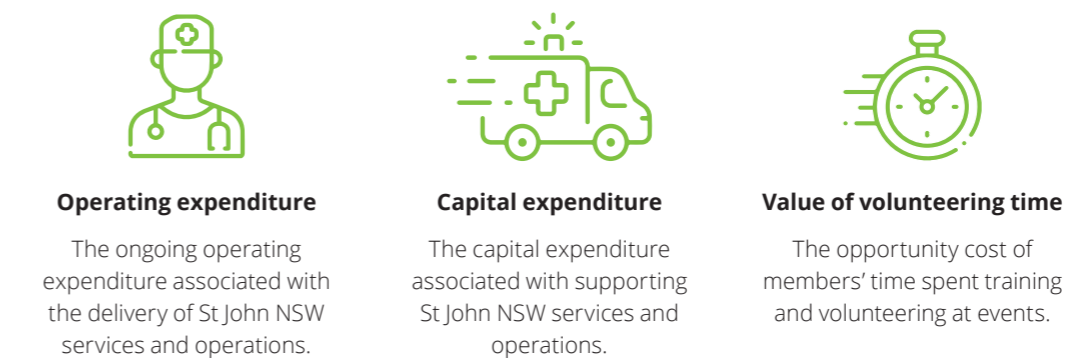 Operating expenditure
The ongoing operating
expenditure associated with
the delivery of St John NSW
services and operations.
Capital expenditure
The capital expenditure
associated with supporting
St John NSW services and
operations.
Value of volunteering time
The opportunity cost of
members’ time spent training
and volunteering at events.